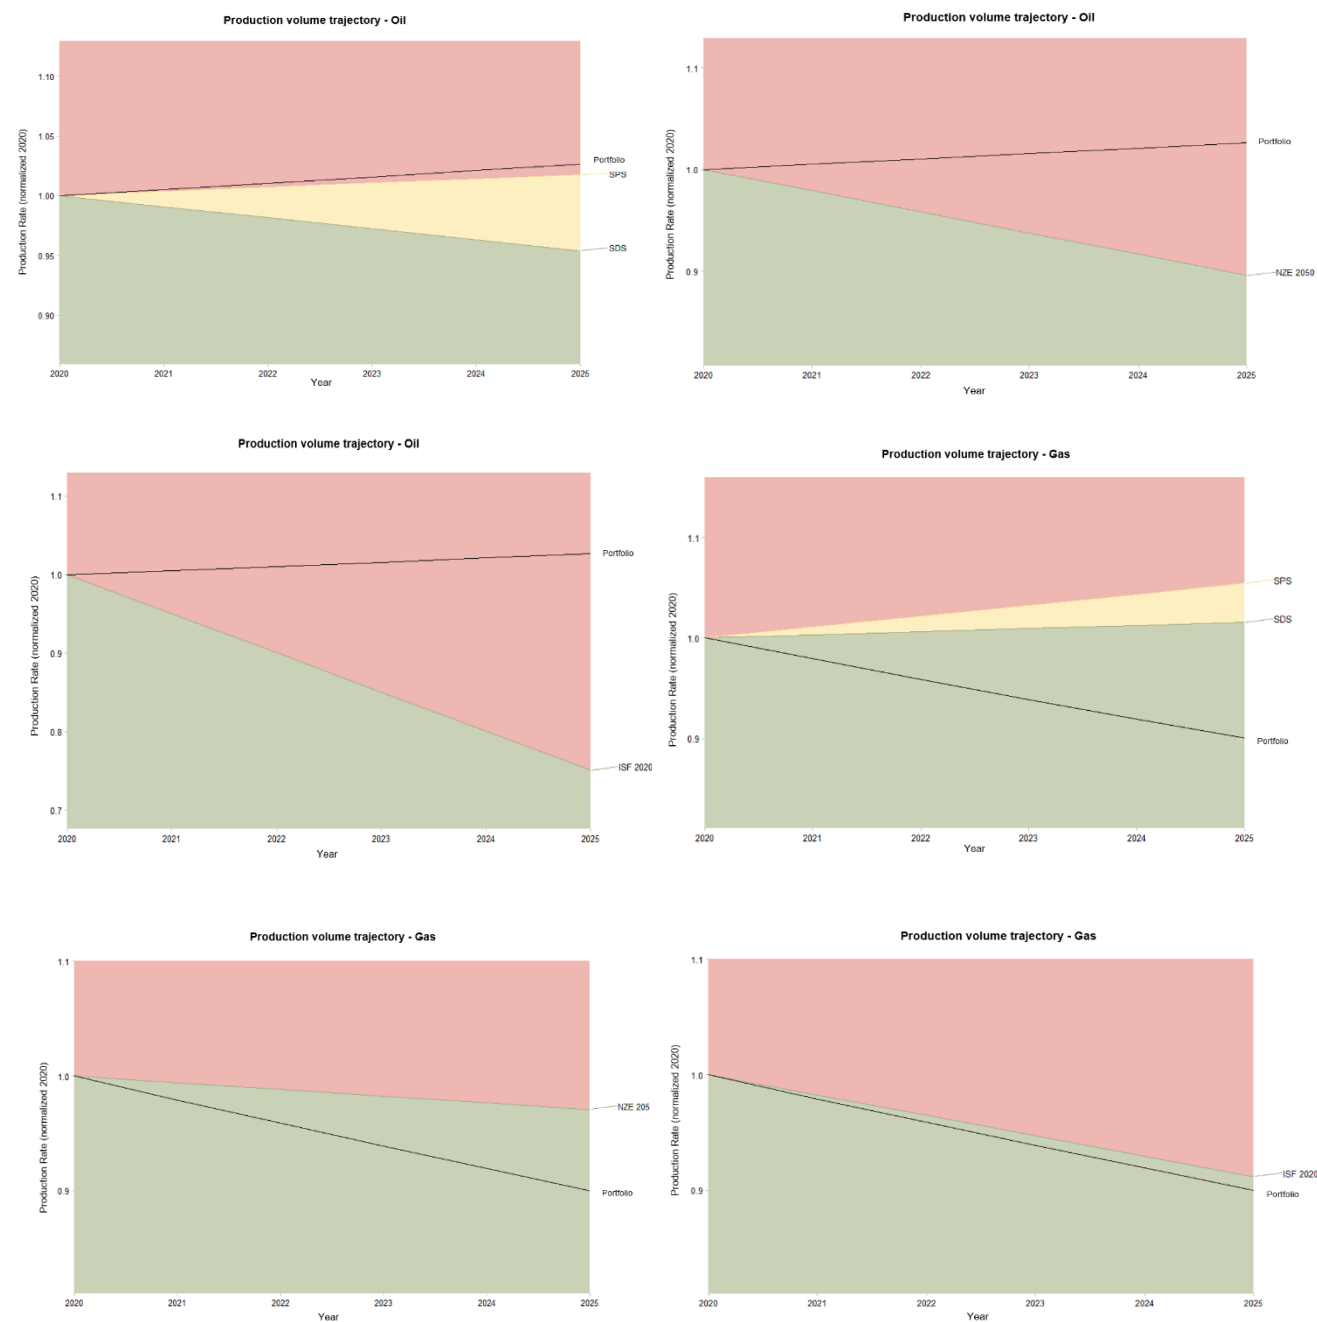 Production volume trajectory - Oil
1.10
1.05
1.00
0.95
0.90
Production Rate (normalized 2020)
Portfolio
SPS
SDS
2020 2021 2022 2023 2024 2025
Year
Production volume trajectory - Oil
1.1
1.0
0.9
Production Rate (normalized 2020)
Portfolio
NZE 2050
2020 2021 2022 2023 2024 2025
Year
Production volume trajectory - Oil
1.1
1.0
0.9
0.8
0.7
Production Rate (normalized 2020)
Portfolio
ISF 2020
2020 2021 2022 2023 2024 2025
Year
Production volume trajectory - Gas
1.1
1.0
0.9
Production Rate (normalized 2020)
SPS
SDS
Portfolio
2020 2021 2022 2023 2024 2025
Year
Production volume trajectory - Gas
1.1
1.0
0.9
Production Rate (normalized 2020)
NZE 205
Portfolio
2020 2021 2022 2023 2024 2025
Year
Production volume trajectory - Gas
1.1
1.0
0.9
Production Rate (normalized 2020)
ISF 2020
Portfolio
2020 2021 2022 2023 2024 2025
Year